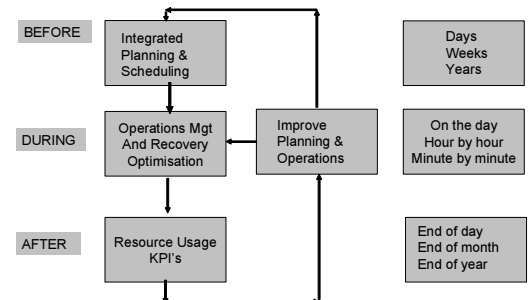 BEFORE
Integrated
Planning &
Scheduling
Days
Weeks
Years
DURING
Operations Mgt
And Recovery
Optimisation
Improve
Planning &
Operations
On the day
Hour by hour
Minute by minute
AFTER
Resource Usage
KPI's
End of day
End of month
End of year